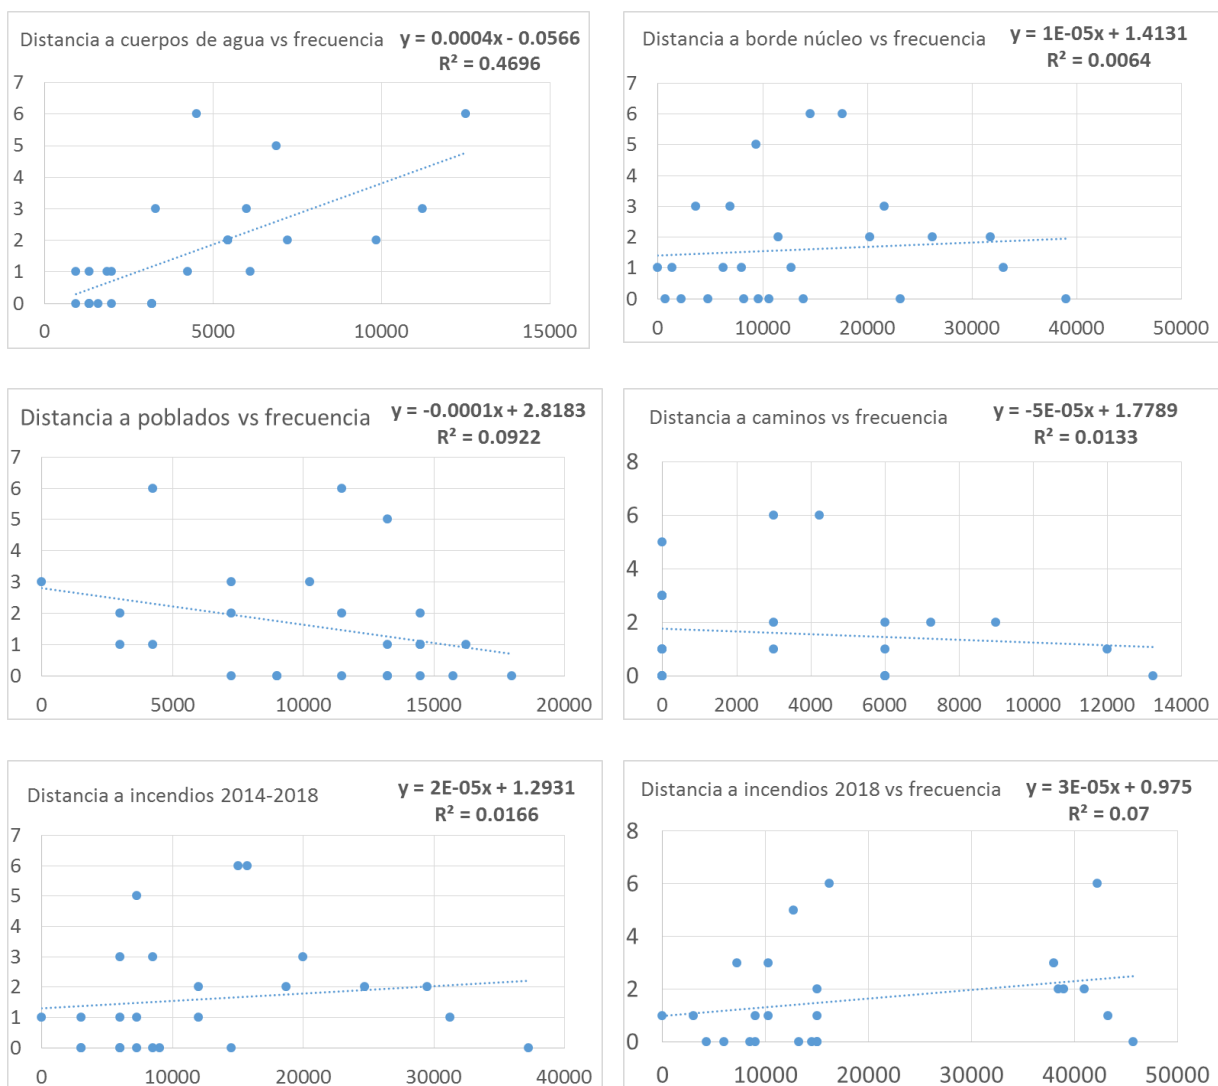 Distancia a cuerpos de agua vs frecuencia y = 0.0004x - 0.0566
R² = 0.4696
7
6
5
4
3
2
1
0
0 5000 10000 15000
Distancia a borde núcleo vs frecuencia y = 1E-05x + 1.4131
R² = 0.0064
7
6
5
4
3
2
1
0
0 10000 20000 30000 40000 50000
Distancia a poblados vs frecuencia y = -0.0001x + 2.8183
R² = 0.0922
7
6
5
4
3
2
1
0
0 5000 10000 15000 20000
Distancia a caminos vs frecuencia y = -5E-05x + 1.7789
R² = 0.0133
8
6
4
2
0
0 2000 4000 6000 8000 10000 12000 14000
Distancia a incendios 2014-2018 y = 2E-05x + 1.2931
R² = 0.0166
7
6
5
4
3
2
1
0
0 10000 20000 30000 40000
Distancia a incendios 2018 vs frecuencia y = 3E-05x + 0.975
R² = 0.07
8
6
4
2
0
0 10000 20000 30000 40000 50000